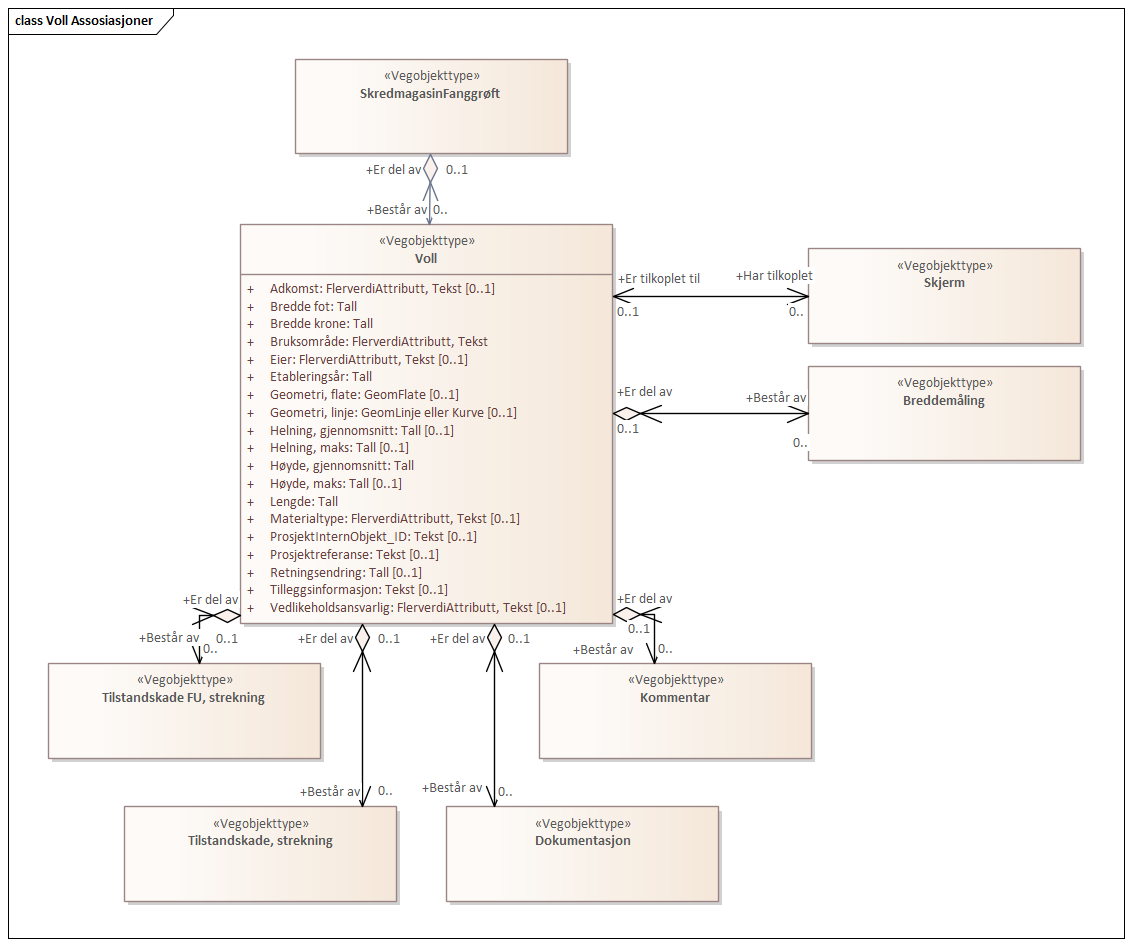 class Voll Assosiasjoner
«Vegobjekttype»
SkredmagasinFanggrøft
+Er del av
0..1
+Består av
0..
«Vegobjekttype»
Voll
+ Adkomst: FlerverdiAttributt, Tekst [0..1]
+ Bredde fot: Tall
+ Bredde krone: Tall
+ Bruksområde: FlerverdiAttributt, Tekst
+ Eier: FlerverdiAttributt, Tekst [0..1]
+ Etableringsår: Tall
+ Geometri, flate: GeomFlate [0..1]
+ Geometri, linje: GeomLinje eller Kurve [0..1]
+ Helning, gjennomsnitt: Tall [0..1]
+ Helning, maks: Tall [0..1]
+ Høyde, gjennomsnitt: Tall
+ Høyde, maks: Tall [0..1]
+ Lengde: Tall
+ Materialtype: FlerverdiAttributt, Tekst [0..1]
+ ProsjektInternObjekt_ID: Tekst [0..1]
+ Prosjektreferanse: Tekst [0..1]
+ Retningsendring: Tall [0..1]
+ Tilleggsinformasjon: Tekst [0..1]
+ Vedlikeholdsansvarlig: FlerverdiAttributt, Tekst [0..1]
+Er tilkoplet til
0..1
+Har tilkoplet
0..
«Vegobjekttype»
Skjerm
+Er del av
0..1
+Består av
0..
«Vegobjekttype»
Breddemåling
+Er del av
0..1
+Består av
0..
«Vegobjekttype»
Tilstandskade FU, strekning
+Er del av
0..1
+Består av
0..
«Vegobjekttype»
Tilstandskade, strekning
+Er del av
0..1
+Består av
0..
«Vegobjekttype»
Dokumentasjon
+Er del av
0..1
+Består av
0..
«Vegobjekttype»
Kommentar